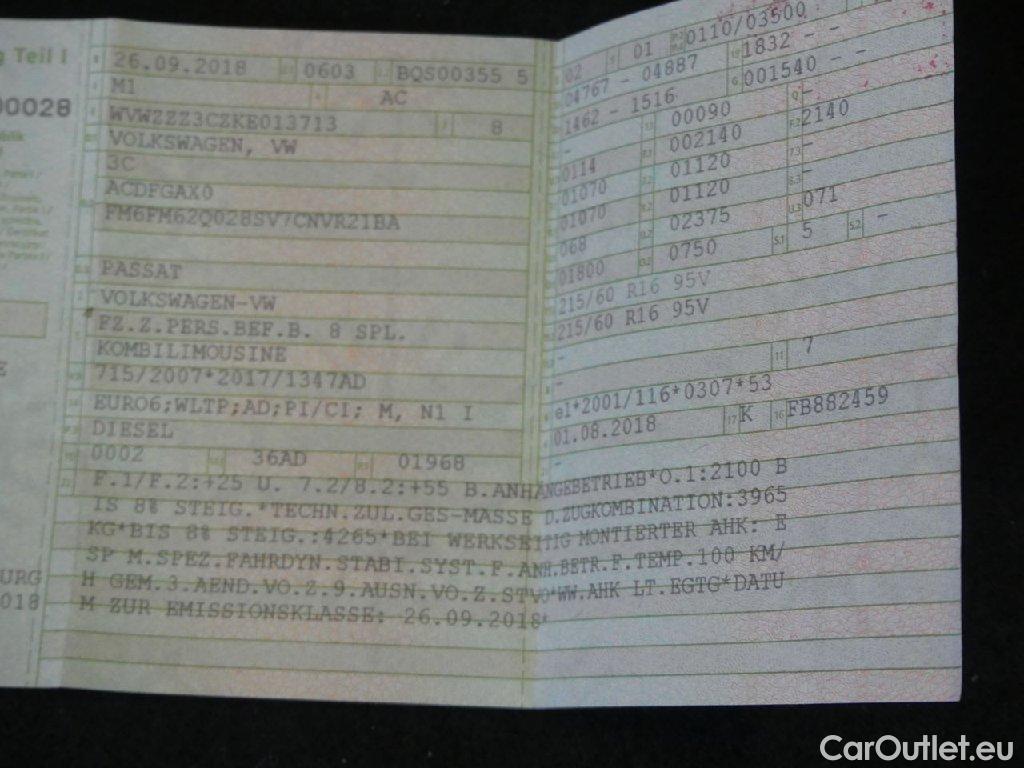 g Teil I
00028
26.09.2018 0603 BQS00355 5
M1 AC
WVWZZZ3CZKE013713 8
VOLKSWAGEN, VW
3C
ACDFGAX0
FM6FM62Q028SV7CNVR21BA
PASSAT
VOLKSWAGEN-VW
FZ.Z.PERS.BEF.B. 8 SPL.
KOMBILIMOUSINE
715/2007*2017/1347AD
EURO6;WLTP;AD;PI/CI; M, N1 I
DIESEL
0002 36AD 01968
02 01 0110/03500
04767 - 04887 1832 - -
1462 - 1516 001540 - -
- 00090 -
0114 002140 2140
01070 01120 -
01070 01120 -
068 02375 071
01800 0750 5 -
215/60 R16 95V
215/60 R16 95V
-
- 7
e1*2001/116*0307*53
01.08.2018 K FB882459
-
F.1/F.2:+25 U. 7.2/8.2:+55 B.ANHÄNGEBETRIEB*O.1:2100 B
IS 8% STEIG.*TECHN.ZUL.GES-MASSE D.ZUGKOMBINATION:3965
KG*BIS 8% STEIG.:4265*BEI WERKSEITIG MONTIERTER AHK: E
SP M.SPEZ.FAHRDYN.STABI.SYST.F.ANH.BETR.F.TEMP.100 KM/
H GEM.3.AEND.VO.Z.9.AUSN.VO.Z.STVO*WW.AHK LT.EGTG*DATU
M ZUR EMISSIONSKLASSE: 26.09.2018*
BURG
2018
CarOutlet.eu